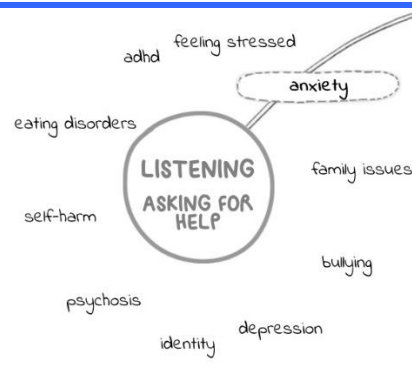 feeling stressed
adhd
anxiety
eating disorders
LISTENING
ASKING FOR
HELP
family issues
self-harm
bullying
psychosis
depression
identity